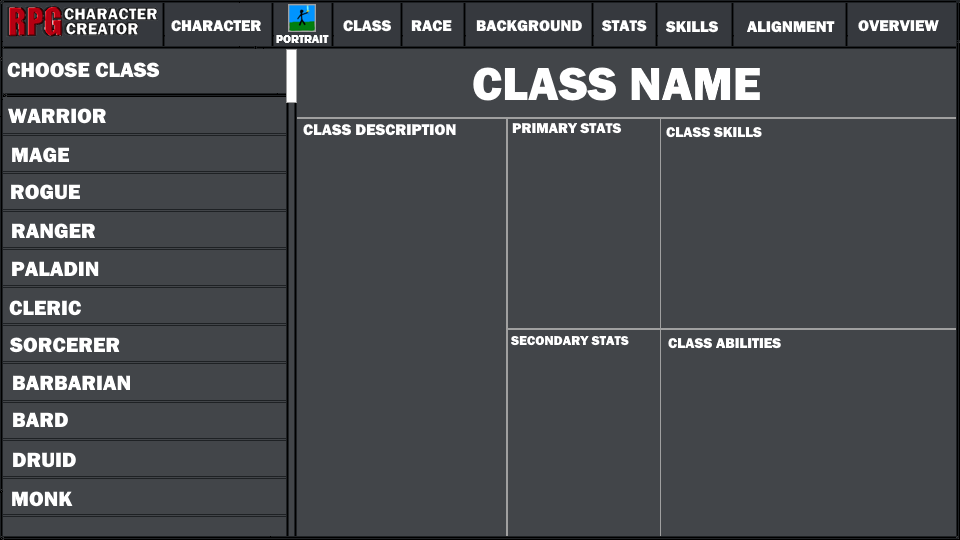 RPG CHARACTER
CREATOR
CHARACTER
PORTRAIT
CLASS
RACE
BACKGROUND
STATS
SKILLS
ALIGNMENT
OVERVIEW
CHOOSE CLASS
WARRIOR
MAGE
ROGUE
RANGER
PALADIN
CLERIC
SORCERER
BARBARIAN
BARD
DRUID
MONK
CLASS NAME
CLASS DESCRIPTION
PRIMARY STATS
CLASS SKILLS
SECONDARY STATS
CLASS ABILITIES